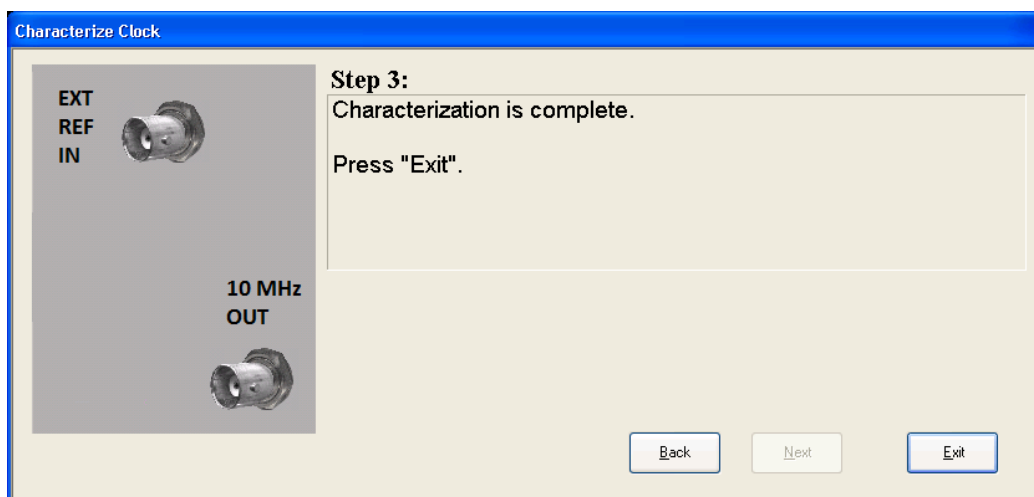 Characterize Clock
EXT
REF
IN
10 MHz
OUT
Step 3:
Characterization is complete.
Press "Exit".
Back
Next
Exit